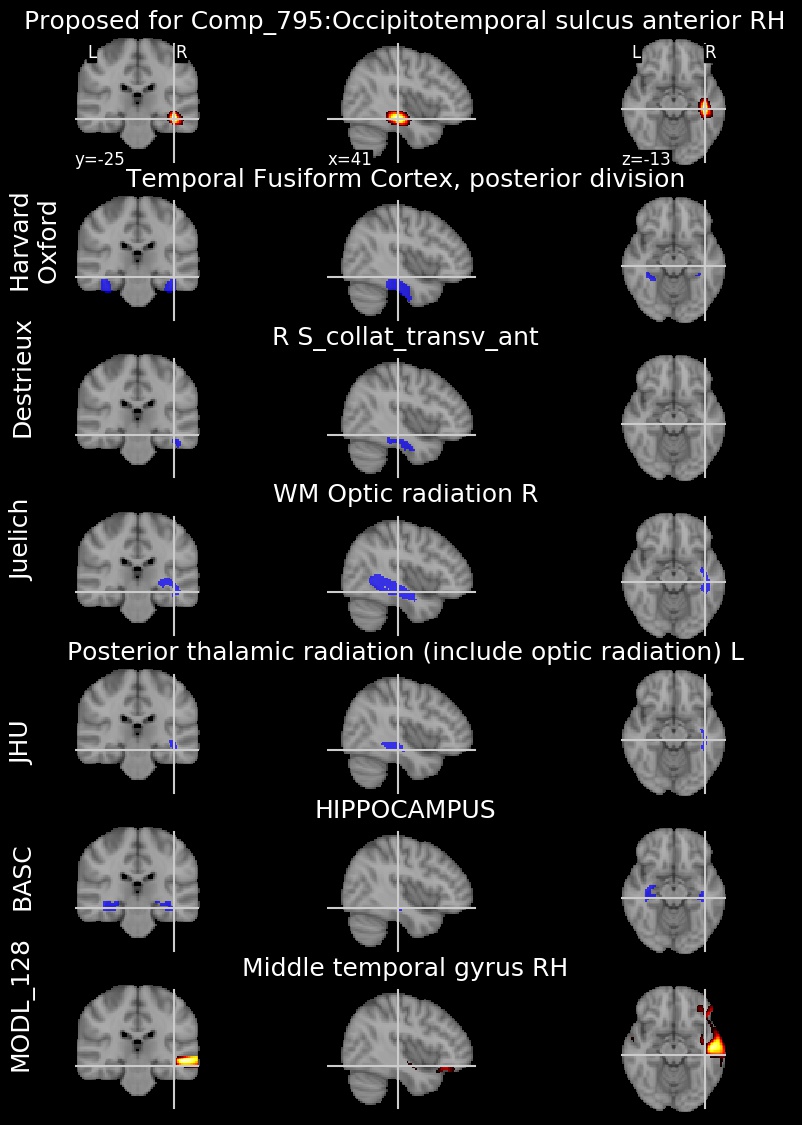 Proposed for Comp_795:Occipitotemporal sulcus anterior RH
L R
L R
y=-25
x=41
z=-13
Temporal Fusiform Cortex, posterior division
Harvard
Oxford
R S_collat_transv_ant
Destrieux
WM Optic radiation R
Juelich
Posterior thalamic radiation (include optic radiation) L
JHU
HIPPOCAMPUS
BASC
Middle temporal gyrus RH
MODL_128